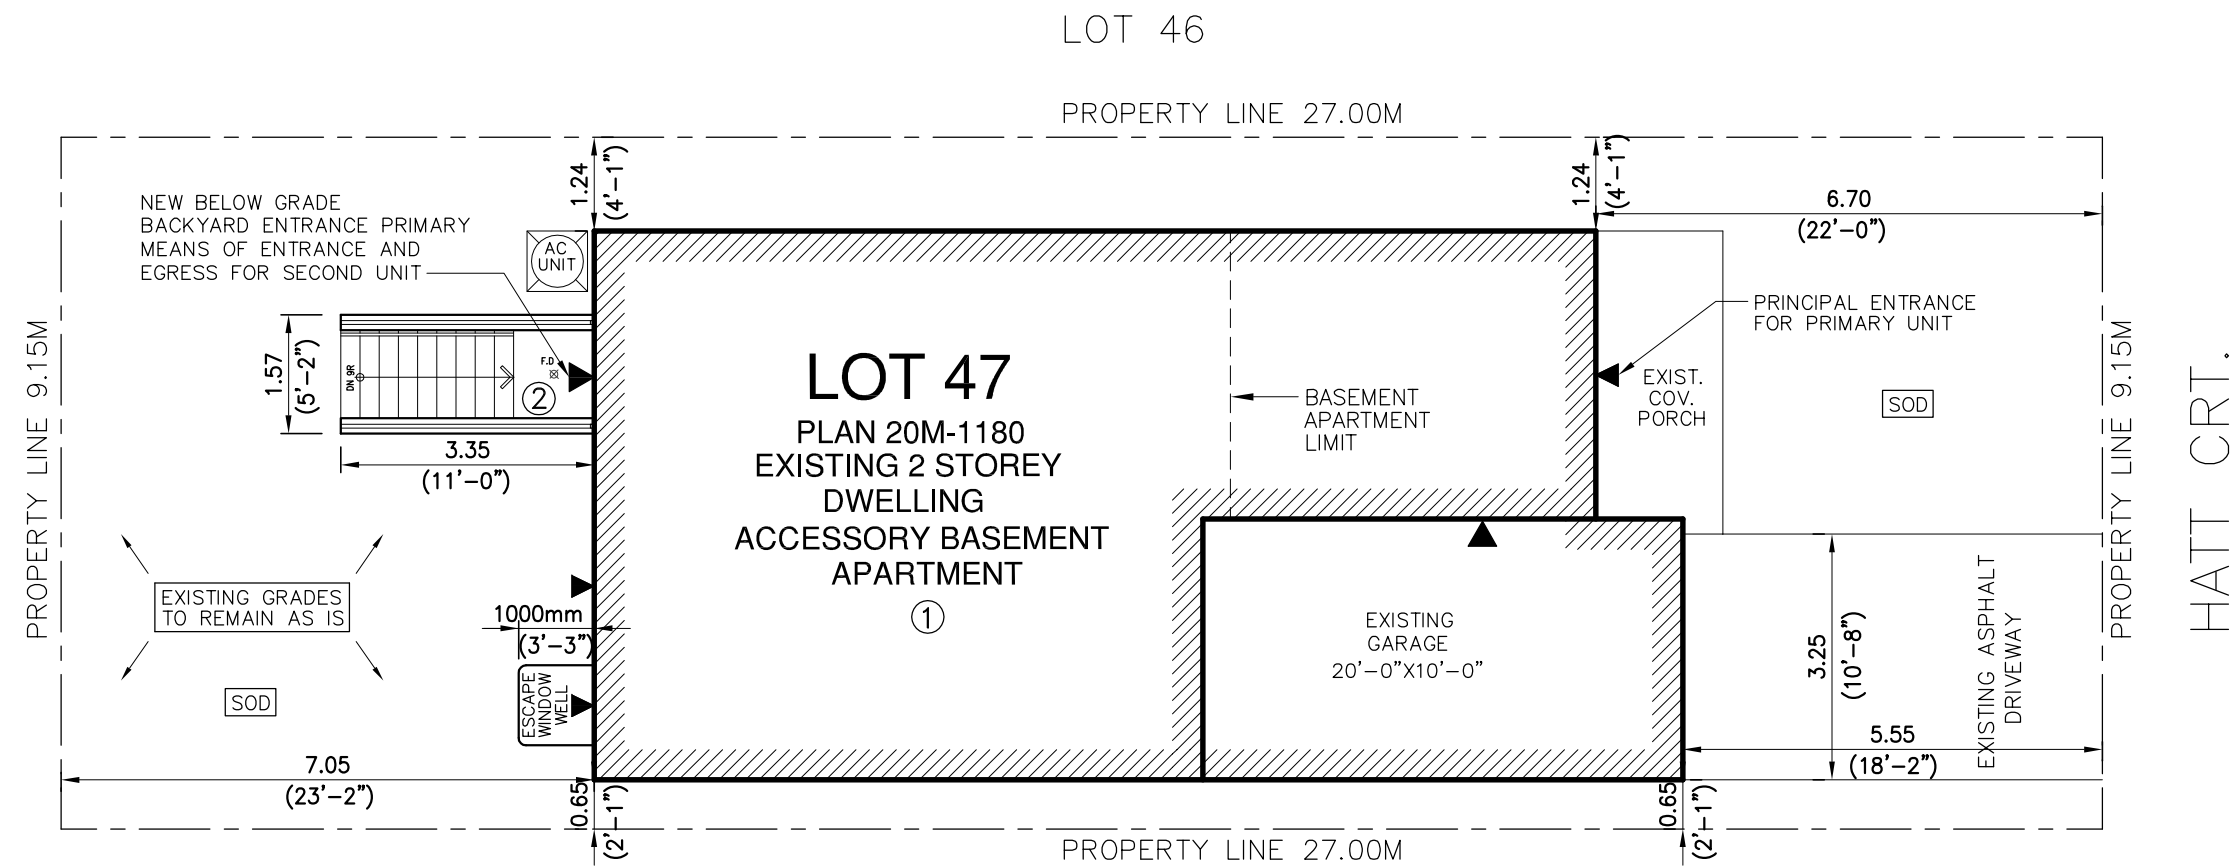 LOT 46
PROPERTY LINE 27.00M
1.24
(4'-1")
1.24
(4'-1")
6.70
(22'-0")
NEW BELOW GRADE
BACKYARD ENTRANCE PRIMARY
MEANS OF ENTRANCE AND
EGRESS FOR SECOND UNIT
AC
UNIT
PRINCIPAL ENTRANCE
FOR PRIMARY UNIT
PROPERTY LINE 9.15M
1.57
(5'-2")
DN 9R
F.D
2
3.35
(11'-0")
LOT 47
PLAN 20M-1180
EXISTING 2 STOREY
DWELLING
ACCESSORY BASEMENT
APARTMENT
1
BASEMENT
APARTMENT
LIMIT
EXIST.
COV.
PORCH
SOD
PROPERTY LINE 9.15M
HATT CRT.
EXISTING GRADES
TO REMAIN AS IS
1000mm
(3'-3")
ESCAPE
WINDOW
WELL
SOD
EXISTING
GARAGE
20'-0"X10'-0"
3.25
(10'-8")
EXISTING ASPHALT
DRIVEWAY
5.55
(18'-2")
7.05
(23'-2")
0.65
(2'-1")
0.65
(2'-1")
PROPERTY LINE 27.00M